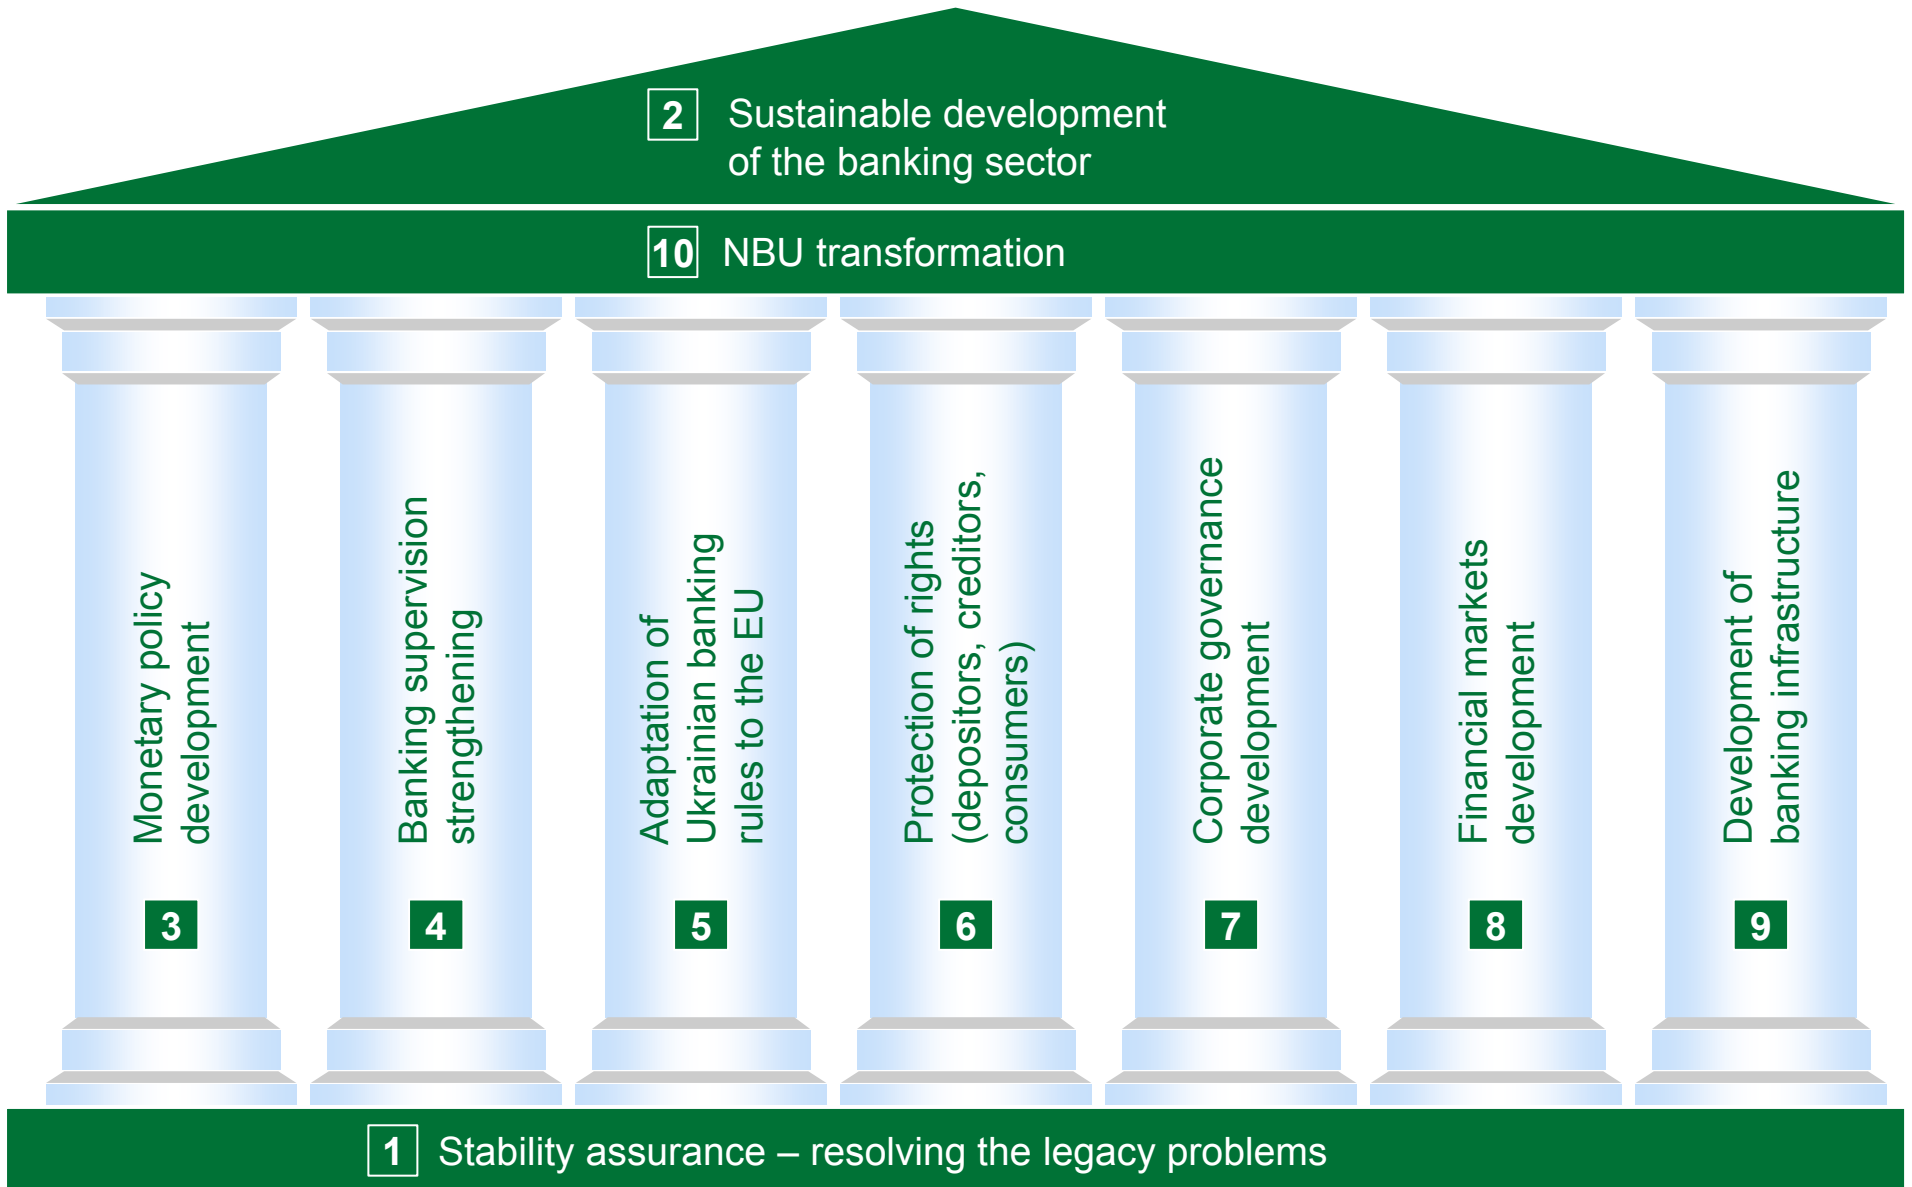 2
Sustainable development
of the banking sector
10
NBU transformation
Monetary policy
development
3
Banking supervision
strengthening
4
Adaptation of
Ukrainian banking
rules to the EU
5
Protection of rights
(depositors, creditors,
consumers)
6
Corporate governance
development
7
Financial markets
development
8
Development of
banking infrastructure
9
1
Stability assurance – resolving the legacy problems